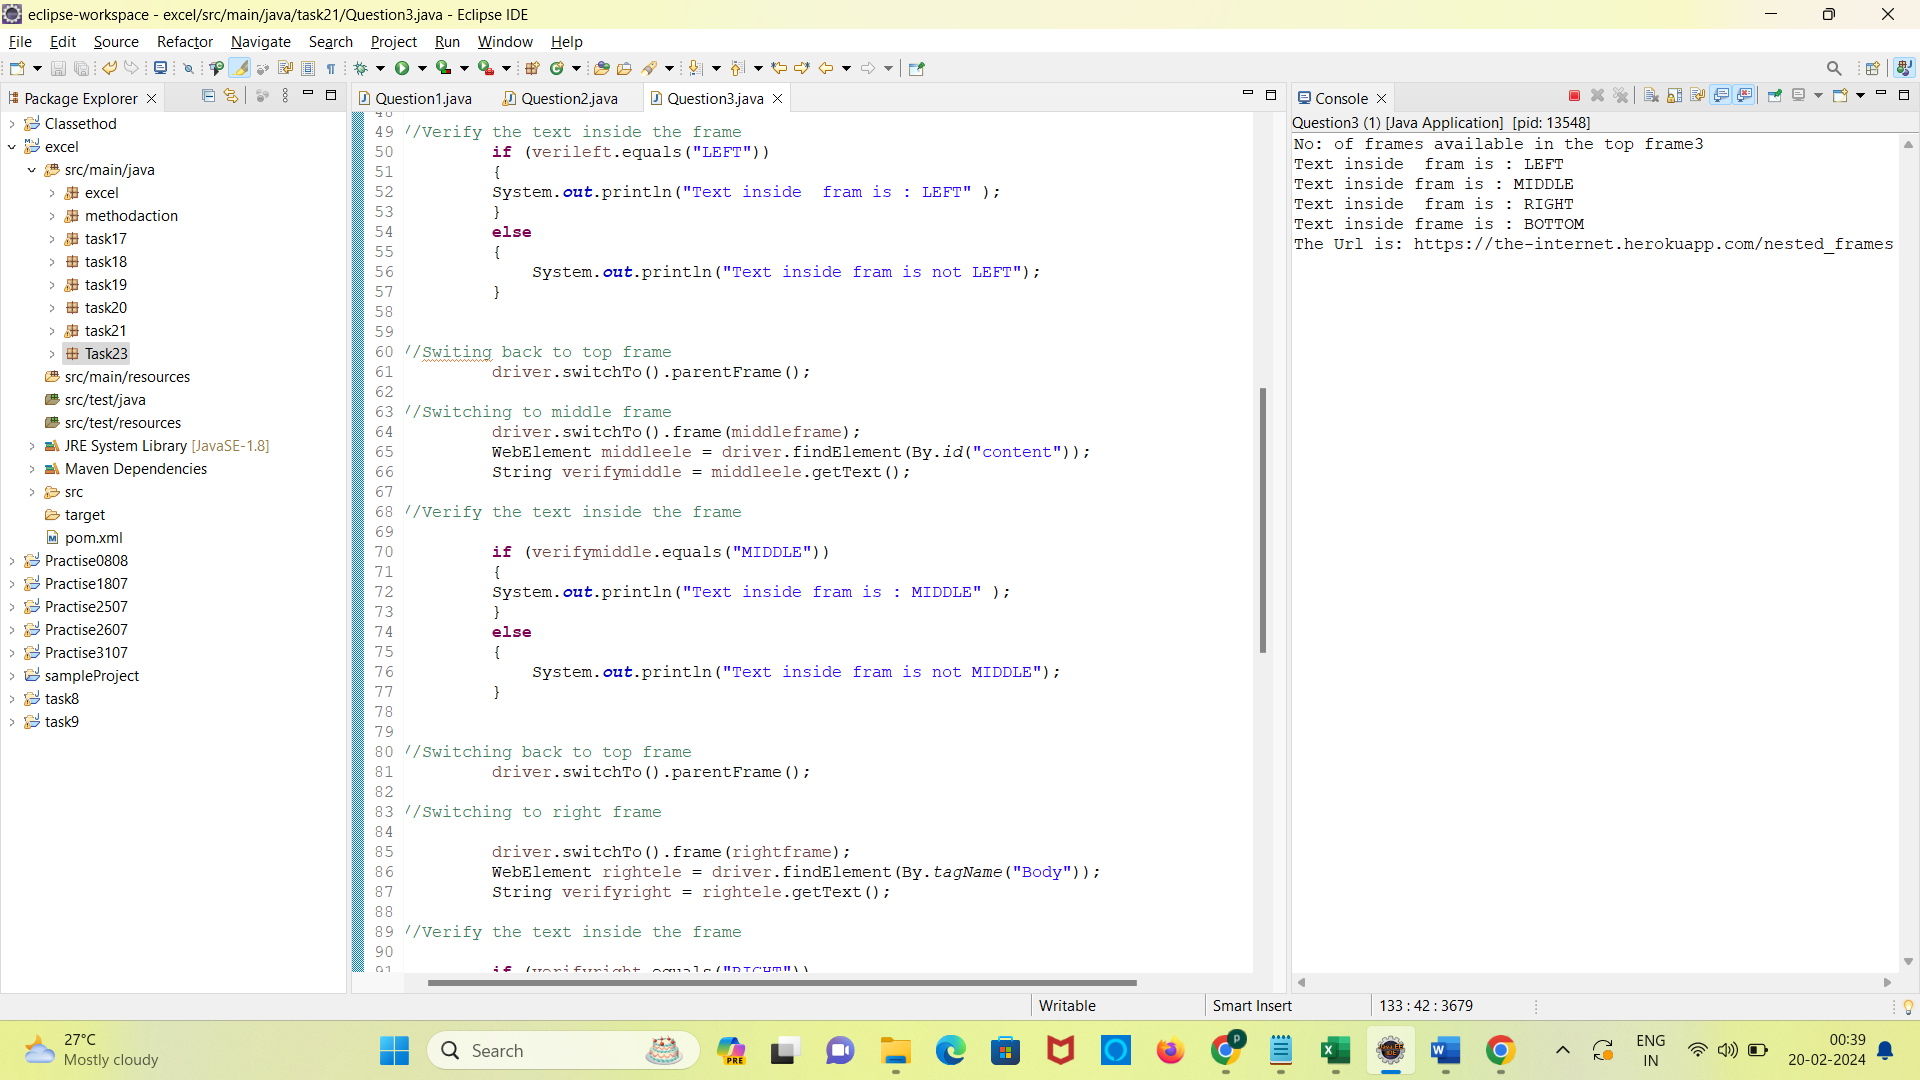 eclipse-workspace - excel/src/main/java/task21/Question3.java - Eclipse IDE
File Edit Source Refactor Navigate Search Project Run Window Help
Package Explorer
Classethod
excel
src/main/java
excel
methodaction
task17
task18
task19
task20
task21
Task23
src/main/resources
src/test/java
src/test/resources
JRE System Library [JavaSE-1.8]
Maven Dependencies
src
target
pom.xml
Practise0808
Practise1807
Practise2507
Practise2607
Practise3107
sampleProject
task8
task9
Question1.java Question2.java Question3.java
48
49 //Verify the text inside the frame
50 if (verileft.equals("LEFT"))
51 {
52 System.out.println("Text inside  fram is : LEFT" );
53 }
54 else
55 {
56 System.out.println("Text inside fram is not LEFT");
57 }
58
59
60 //Switing back to top frame
61 driver.switchTo().parentFrame();
62
63 //Switching to middle frame
64 driver.switchTo().frame(middleframe);
65 WebElement middleele = driver.findElement(By.id("content"));
66 String verifymiddle = middleele.getText();
67
68 //Verify the text inside the frame
69
70 if (verifymiddle.equals("MIDDLE"))
71 {
72 System.out.println("Text inside fram is : MIDDLE" );
73 }
74 else
75 {
76 System.out.println("Text inside fram is not MIDDLE");
77 }
78
79
80 //Switching back to top frame
81 driver.switchTo().parentFrame();
82
83 //Switching to right frame
84
85 driver.switchTo().frame(rightframe);
86 WebElement rightele = driver.findElement(By.tagName("Body"));
87 String verifyright = rightele.getText();
88
89 //Verify the text inside the frame
90
91 if (verifyright.equals("RIGHT"))
Console
Question3 (1) [Java Application] [pid: 13548]
No: of frames available in the top frame3
Text inside  fram is : LEFT
Text inside fram is : MIDDLE
Text inside  fram is : RIGHT
Text inside frame is : BOTTOM
The Url is: https://the-internet.herokuapp.com/nested_frames
Writable Smart Insert 133 : 42 : 3679
27°C
Mostly cloudy
Search
PRE
P
ENG
IN
00:39
20-02-2024